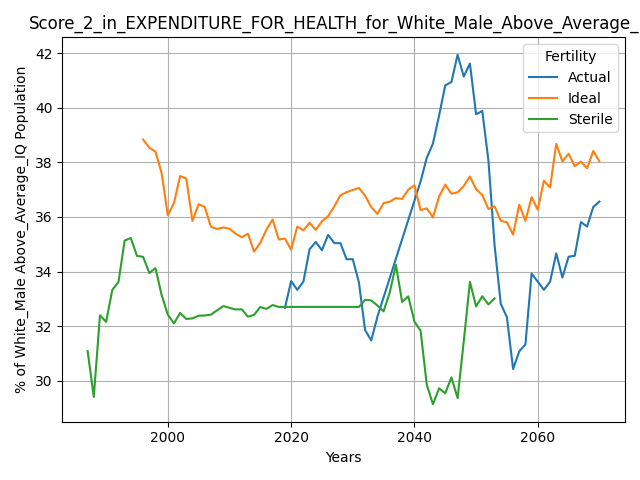 Score_2_in_EXPENDITURE_FOR_HEALTH_for_White_Male_Above_Average_
% of White_Male Above_Average_IQ Population
42
40
38
36
34
32
30
Fertility
Actual
Ideal
Sterile
2000
2020
2040
2060
Years